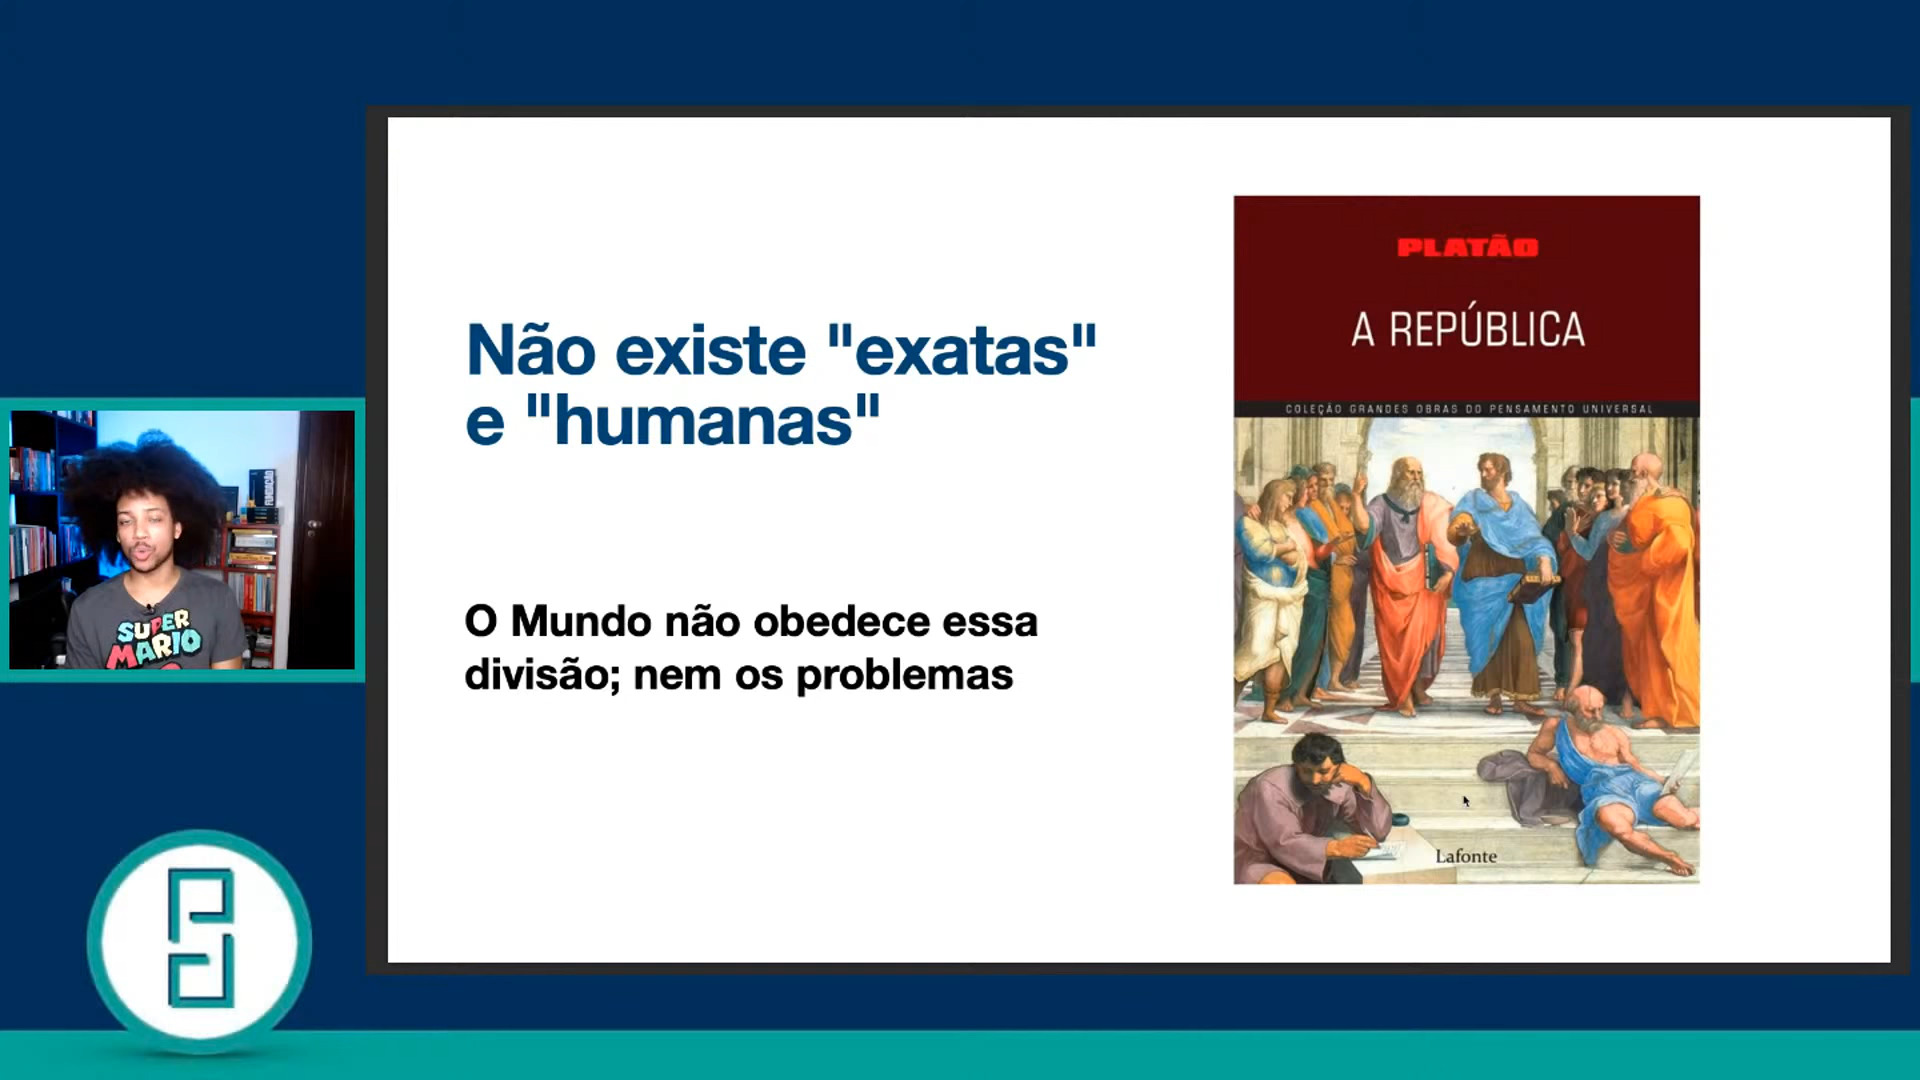 Não existe "exatas"
e "humanas"
O Mundo não obedece essa
divisão; nem os problemas
PLATÃO
A REPÚBLICA
COLEÇÃO GRANDES OBRAS DO PENSAMENTO UNIVERSAL
Lafonte
FUNDAÇÃO
SUPER
MARIO